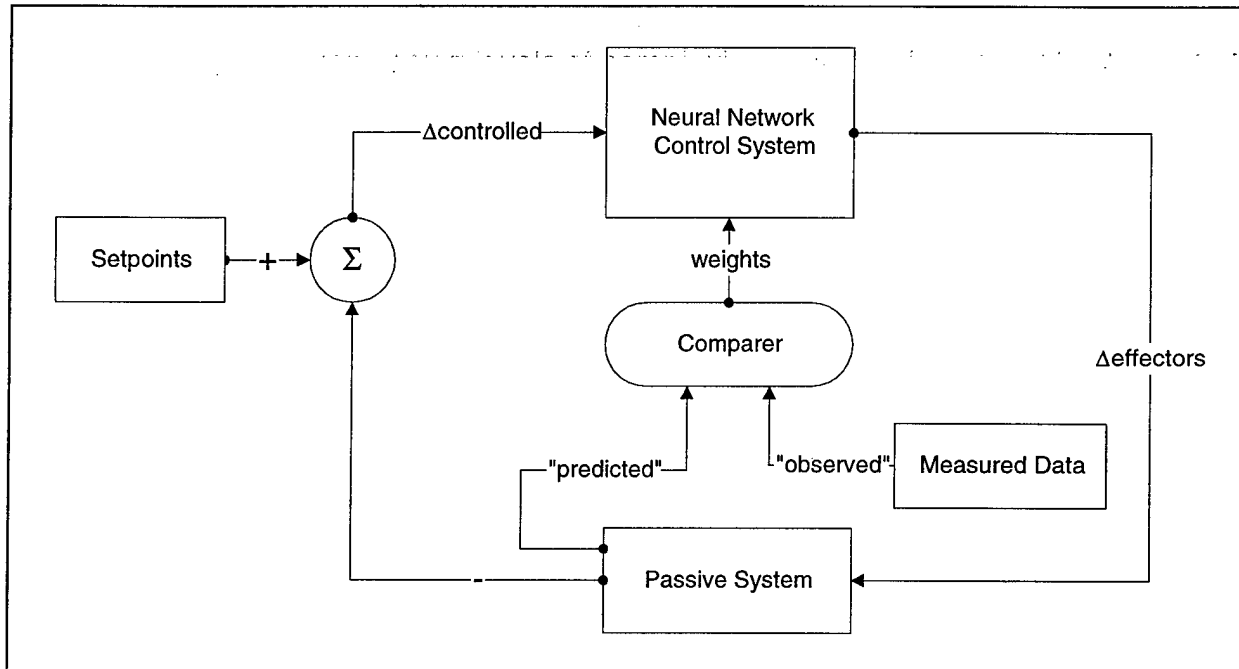 Neural Network
Control System
Δcontrolled
Setpoints
+
Σ
weights
Comparer
Δeffectors
"predicted"
"observed"
Measured Data
-
Passive System